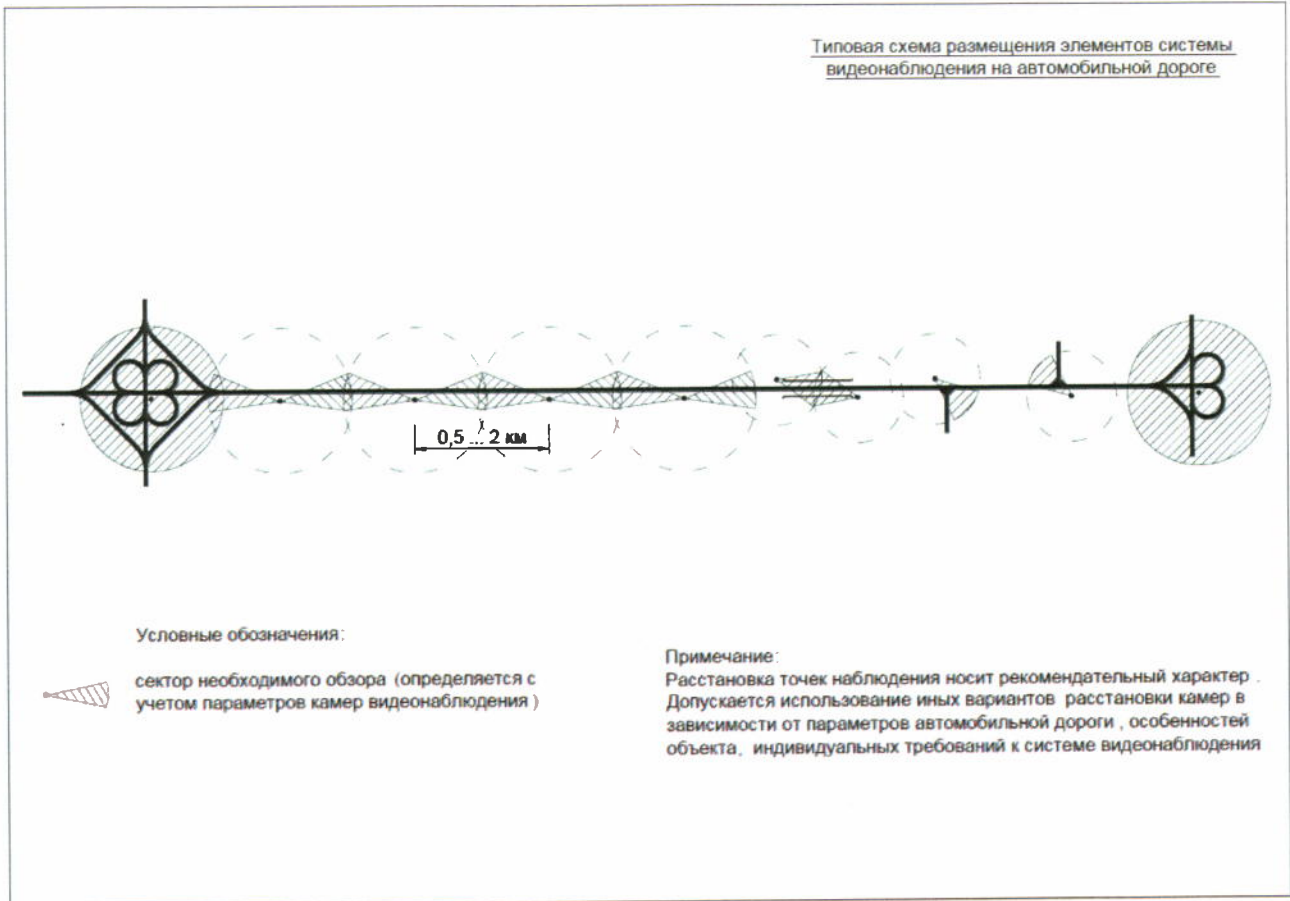 Типовая схема размещения элементов системы
видеонаблюдения на автомобильной дороге
0,5 ... 2 км
Условные обозначения:
сектор необходимого обзора (определяется с
учетом параметров камер видеонаблюдения )
Примечание:
Расстановка точек наблюдения носит рекомендательный характер .
Допускается использование иных вариантов расстановки камер в
зависимости от параметров автомобильной дороги , особенностей
объекта, индивидуальных требований к системе видеонаблюдения